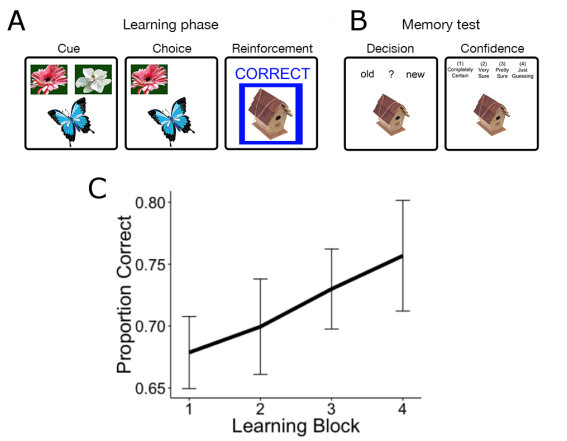 A
Learning phase
Cue
Choice
Reinforcement
CORRECT
B
Memory test
Decision
Confidence
old ? new
(1) (2) (3) (4)
Completely Very Pretly Just
Certain Sure Sure Guessing
C
Proportion Correct
0.80
0.75
0.70
0.65
1 2 3 4
Learning Block